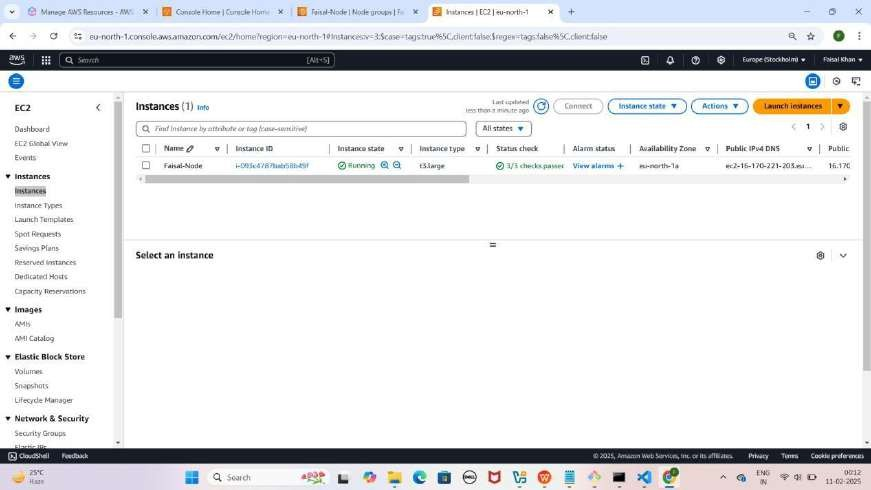 Manage AWS Resources - AWS
Console Home | Console Home
Faisal-Node | Node groups | Fa
Instances | EC2 | eu-north-1
eu-north-1.console.aws.amazon.com/ec2/home?region=eu-north-1#Instances:v=3;$case=tags:true%5C,client:false;$regex=tags:false%5C,client:false
aws
Search
[Alt+S]
Europe (Stockholm)
Faisal Khan
EC2
Dashboard
EC2 Global View
Events
Instances
Instances
Instance Types
Launch Templates
Spot Requests
Savings Plans
Reserved Instances
Dedicated Hosts
Capacity Reservations
Images
AMIs
AMI Catalog
Elastic Block Store
Volumes
Snapshots
Lifecycle Manager
Network & Security
Security Groups
Elastic IPs
Instances (1) Info
Last updated
less than a minute ago
Connect
Instance state
Actions
Launch instances
Find Instance by attribute or tag (case-sensitive)
All states
1
Name Instance ID Instance state Instance type Status check Alarm status Availability Zone Public IPv4 DNS Public
Faisal-Node Running t3.large 3/3 checks passec View alarms + eu-north-1a ec2-16-170-221-203.eu... 16.170
Select an instance
CloudShell Feedback
© 2025, Amazon Web Services, Inc. or its affiliates. Privacy Terms Cookie preferences
25°C
Haze
Search
DELL
ENG
IN
00:12
11-02-2025